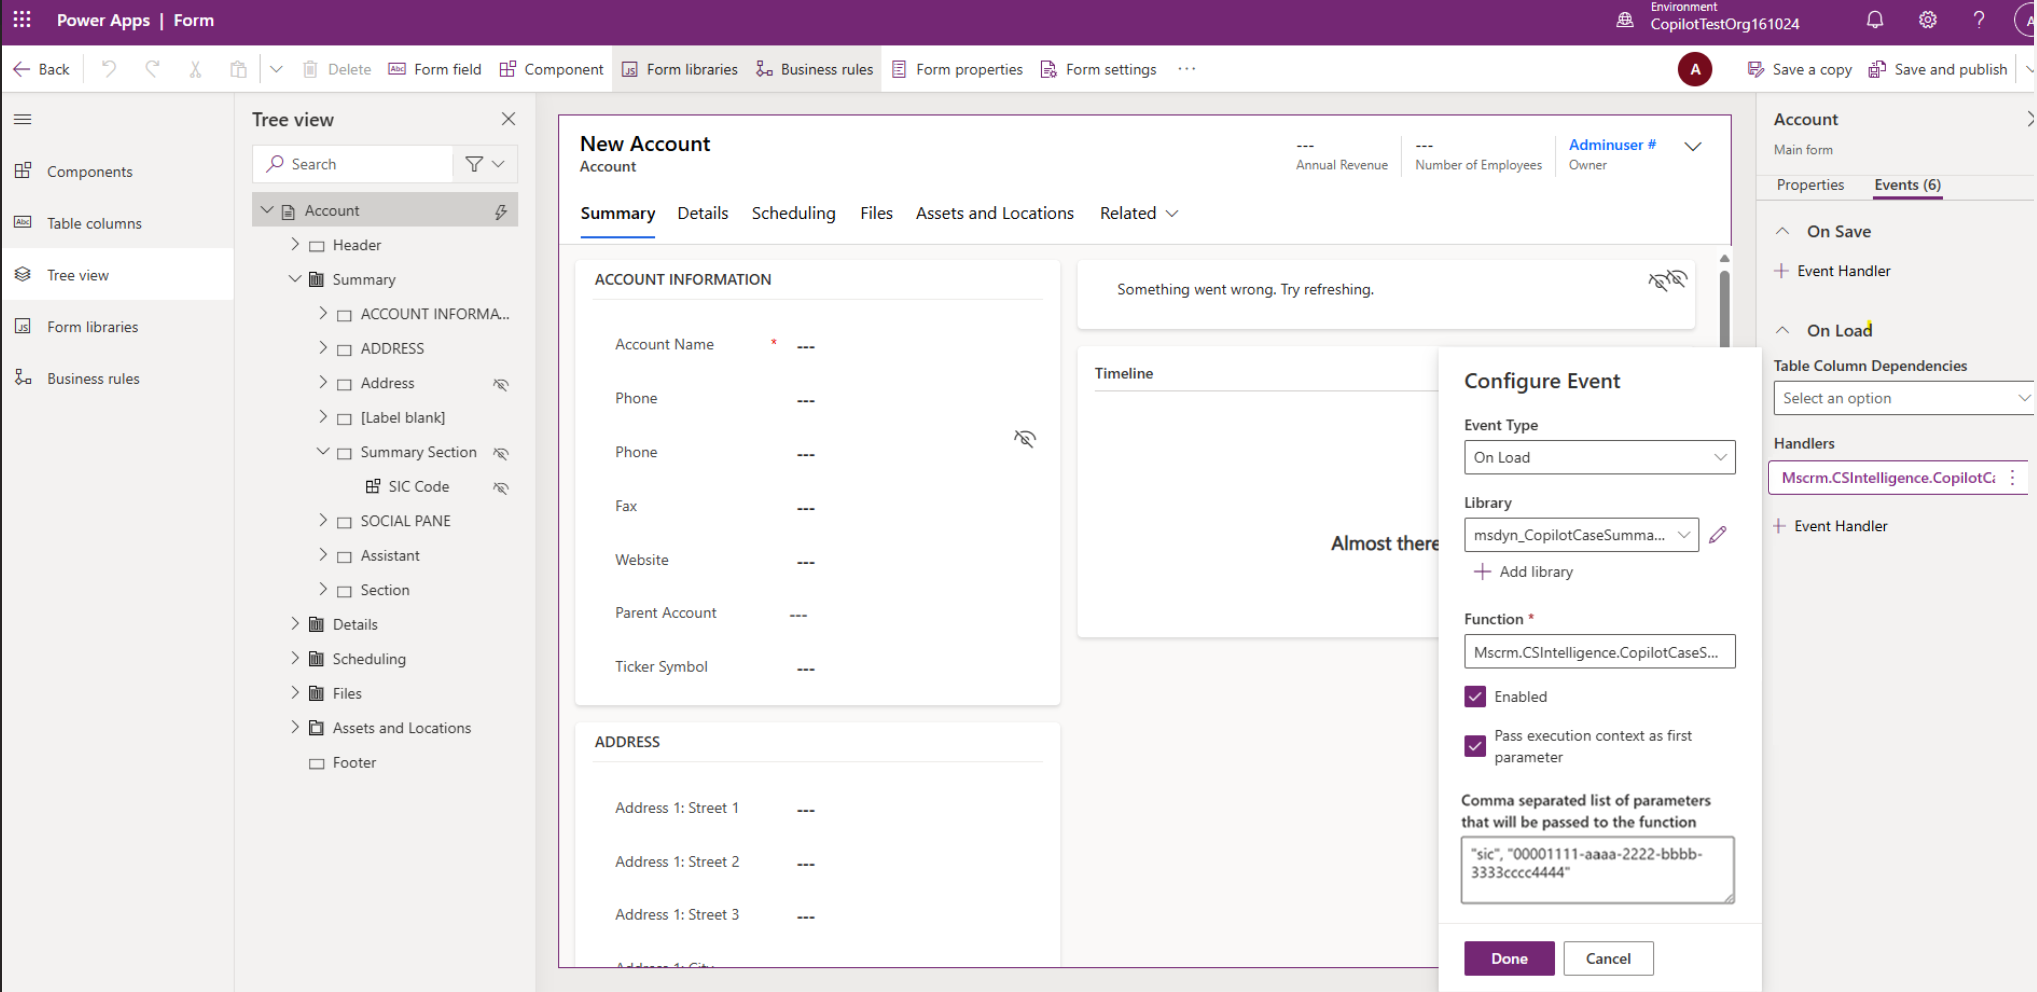 Power Apps | Form
Environment
CopilotTestOrg161024
A
Back
Delete
Abc Form field
Component
JS Form libraries
Business rules
Form properties
Form settings
···
A
Save a copy
Save and publish
Components
Abc Table columns
Tree view
JS Form libraries
Business rules
Tree view
Search
Account
Header
Summary
ACCOUNT INFORMA...
ADDRESS
Address
[Label blank]
Summary Section
SIC Code
SOCIAL PANE
Assistant
Section
Details
Scheduling
Files
Assets and Locations
Footer
New Account
Account
---
Annual Revenue
---
Number of Employees
Adminuser #
Owner
Summary
Details
Scheduling
Files
Assets and Locations
Related
ACCOUNT INFORMATION
Account Name * ---
Phone ---
Phone ---
Fax ---
Website ---
Parent Account ---
Ticker Symbol ---
ADDRESS
Address 1: Street 1 ---
Address 1: Street 2 ---
Address 1: Street 3 ---
Address 1: City ---
Something went wrong. Try refreshing.
Timeline
Almost there
Configure Event
Event Type
On Load
Library
msdyn_CopilotCaseSumma...
Add library
Function *
Mscrm.CSIntelligence.CopilotCaseS...
Enabled
Pass execution context as first
parameter
Comma separated list of parameters
that will be passed to the function
"sic", "00001111-aaaa-2222-bbbb-
3333cccc4444"
Done
Cancel
Account
Main form
Properties
Events (6)
On Save
Event Handler
On Load
Table Column Dependencies
Select an option
Handlers
Mscrm.CSIntelligence.CopilotCa
Event Handler